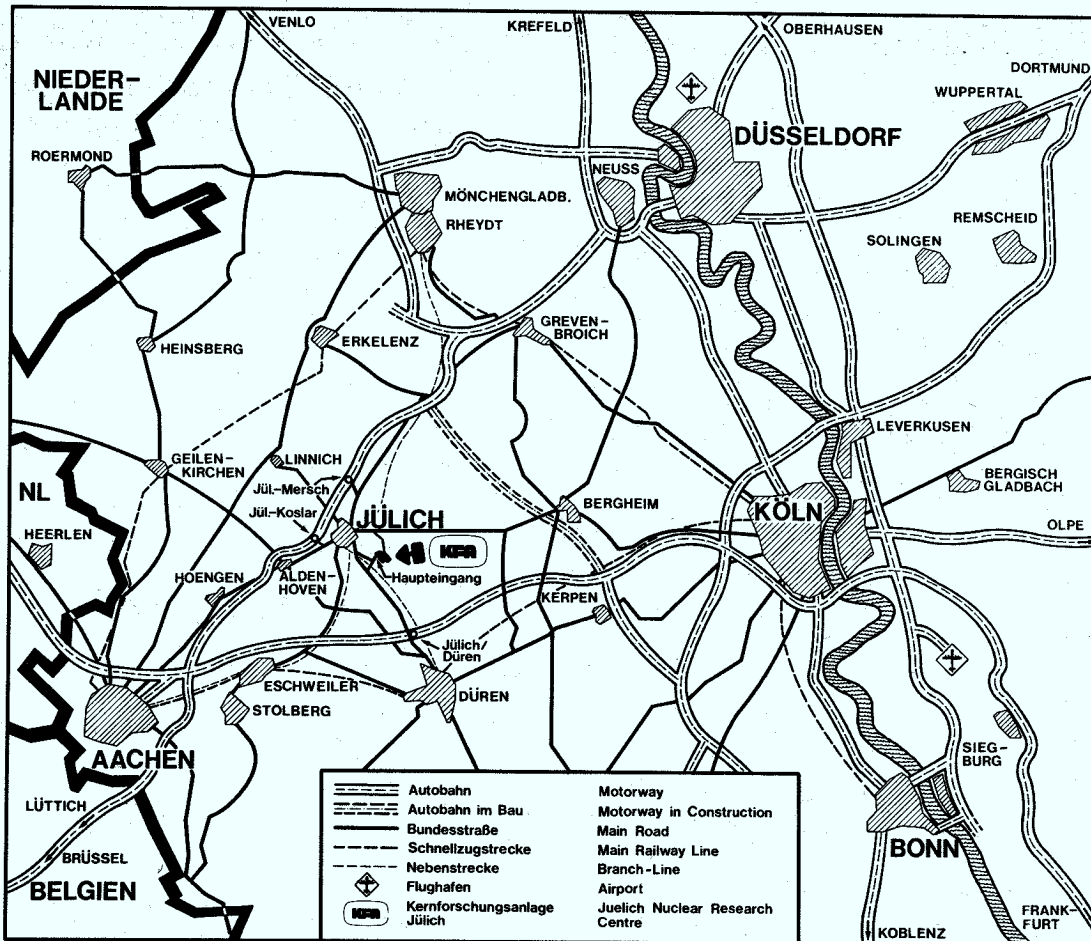 VENLO
KREFELD
OBERHAUSEN
DORTMUND
NIEDER-
LANDE
WUPPERTAL
DÜSSELDORF
ROERMOND
NEUSS
MÖNCHENGLADB.
RHEYDT
REMSCHEID
SOLINGEN
HEINSBERG
ERKELENZ
GREVEN-
BROICH
LEVERKUSEN
GEILEN-
KIRCHEN
LINNICH
Jül.-Mersch
BERGISCH
GLADBACH
NL
Jül.-Koslar
JÜLICH
BERGHEIM
KÖLN
OLPE
HEERLEN
KFA
Haupteingang
HOENGEN
ALDEN-
HOVEN
KERPEN
Jülich/
Düren
ESCHWEILER
DÜREN
STOLBERG
AACHEN
SIEG-
BURG
LÜTTICH
BRÜSSEL
BELGIEN
BONN
FRANK-
FURT
KOBLENZ
Autobahn Motorway
Autobahn im Bau Motorway in Construction
Bundesstraße Main Road
Schnellzugstrecke Main Railway Line
Nebenstrecke Branch-Line
Flughafen Airport
KFA Kernforschungsanlage Juelich Nuclear Research
Jülich Centre